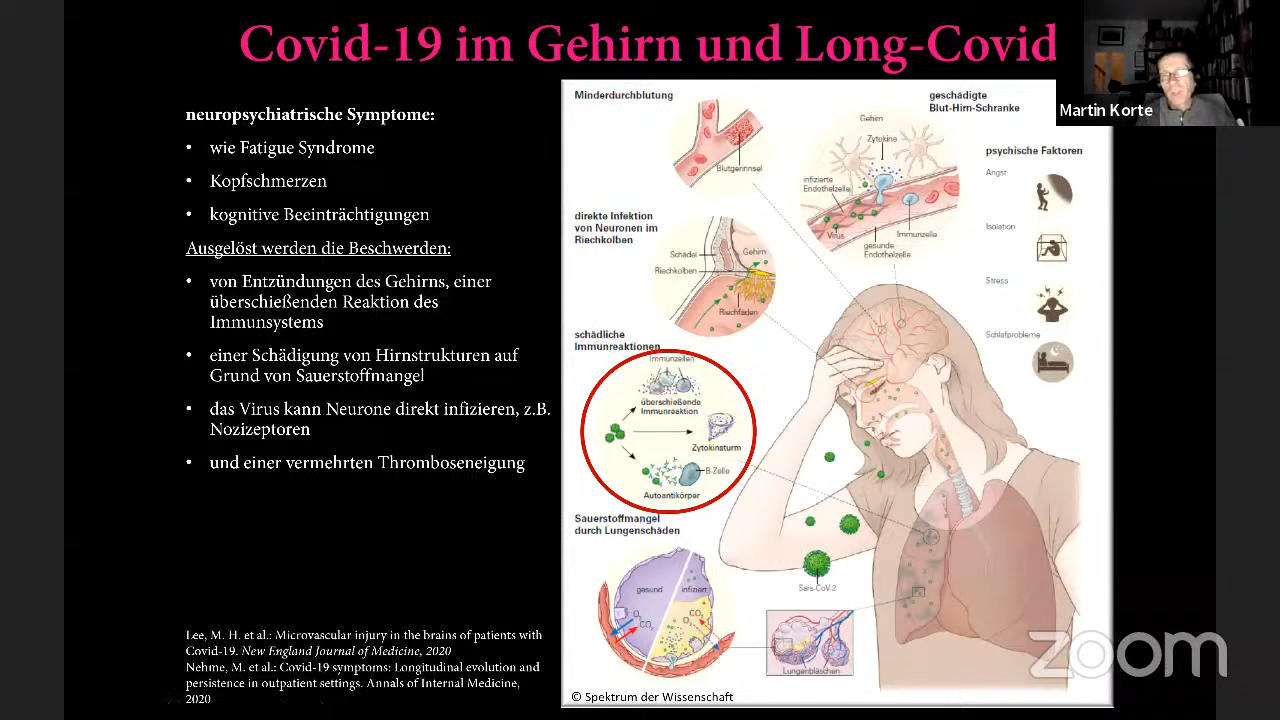 Covid-19 im Gehirn und Long-Covid
Martin Korte
neuropsychiatrische Symptome:
• wie Fatigue Syndrome
• Kopfschmerzen
• kognitive Beeinträchtigungen
Ausgelöst werden die Beschwerden:
• von Entzündungen des Gehirns, einer
überschießenden Reaktion des
Immunsystems
• einer Schädigung von Hirnstrukturen auf
Grund von Sauerstoffmangel
• das Virus kann Neurone direkt infizieren, z.B.
Nozizeptoren
• und einer vermehrten Thromboseneigung
Lee, M. H. et al.: Microvascular injury in the brains of patients with
Covid-19. New England Journal of Medicine, 2020
Nehme, M. et al.: Covid-19 symptoms: Longitudinal evolution and
persistence in outpatient settings. Annals of Internal Medicine,
2020
Minderdurchblutung
Blutgerinnsel
geschädigte
Blut-Hirn-Schranke
Gehirn
Zytokine
infizierte
Endothelzelle
Virus
Immunzelle
gesunde
Endothelzelle
psychische Faktoren
Angst
Isolation
Stress
Schlafprobleme
direkte Infektion
von Neuronen im
Riechkolben
Schädel
Gehirn
Riechkolben
Riechfäden
schädliche
Immunreaktionen
Immunzellen
überschießende
Immunreaktion
Zytokinsturm
B-Zelle
Autoantikörper
Sauerstoffmangel
durch Lungenschäden
gesund
infiziert
O₂
CO₂
CO₂
Sars-CoV-2
Lungenbläschen
© Spektrum der Wissenschaft
zoom